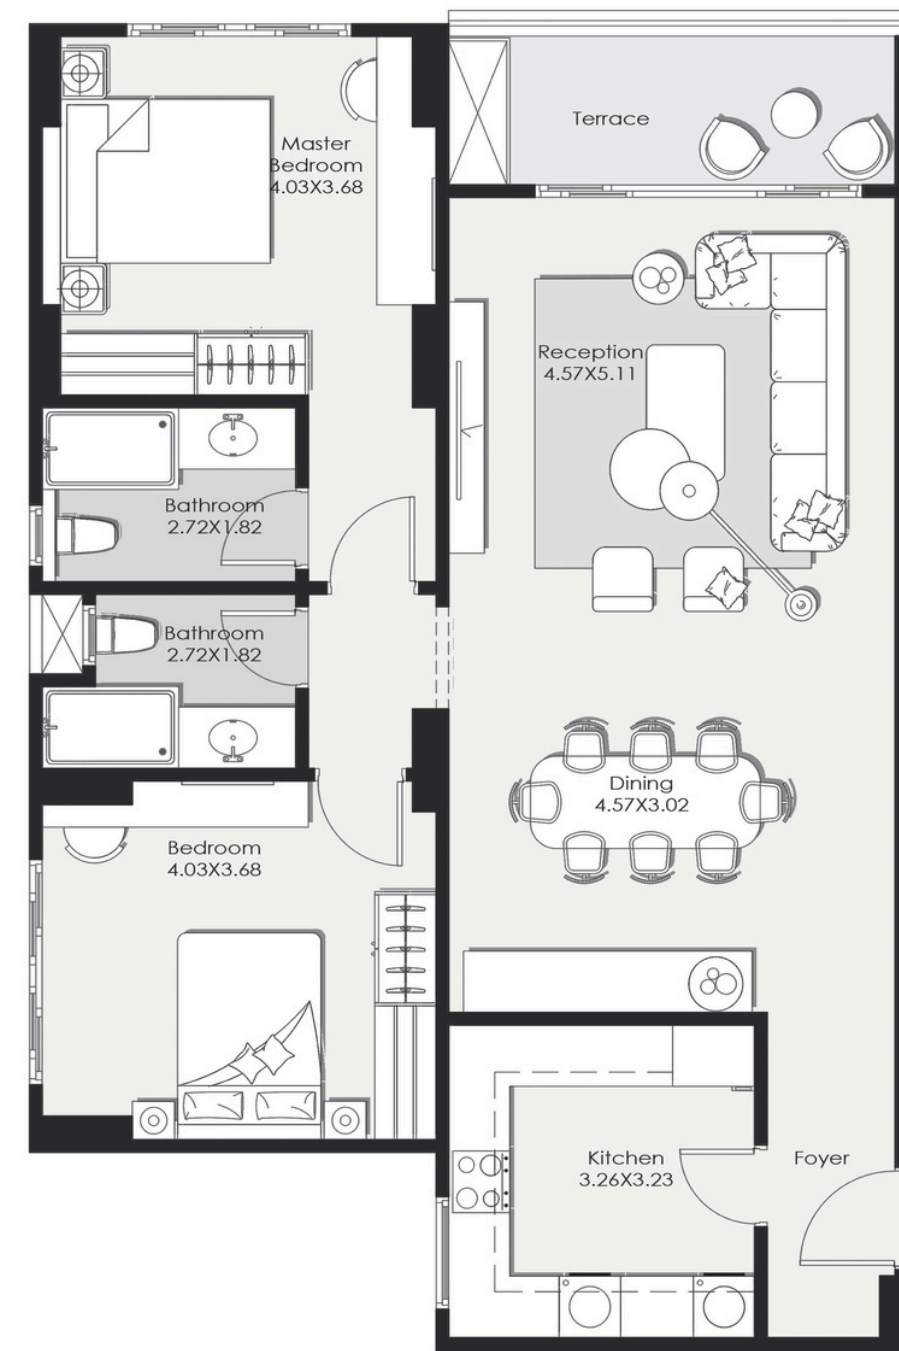 Terrace
Master
Bedroom
4.03X3.68
Reception
4.57X5.11
Bathroom
2.72X1.82
Bathroom
2.72X1.82
Dining
4.57X3.02
Bedroom
4.03X3.68
Kitchen
3.26X3.23
Foyer